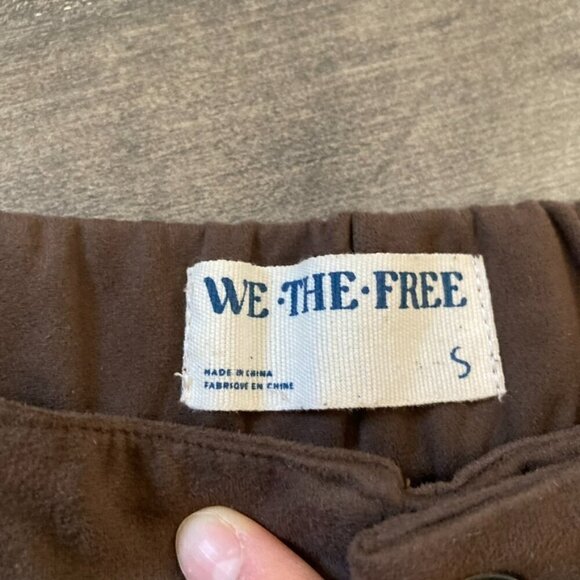 WE·THE·FREE
S
MADE IN CHINA
FABRIQUÉ EN CHINE